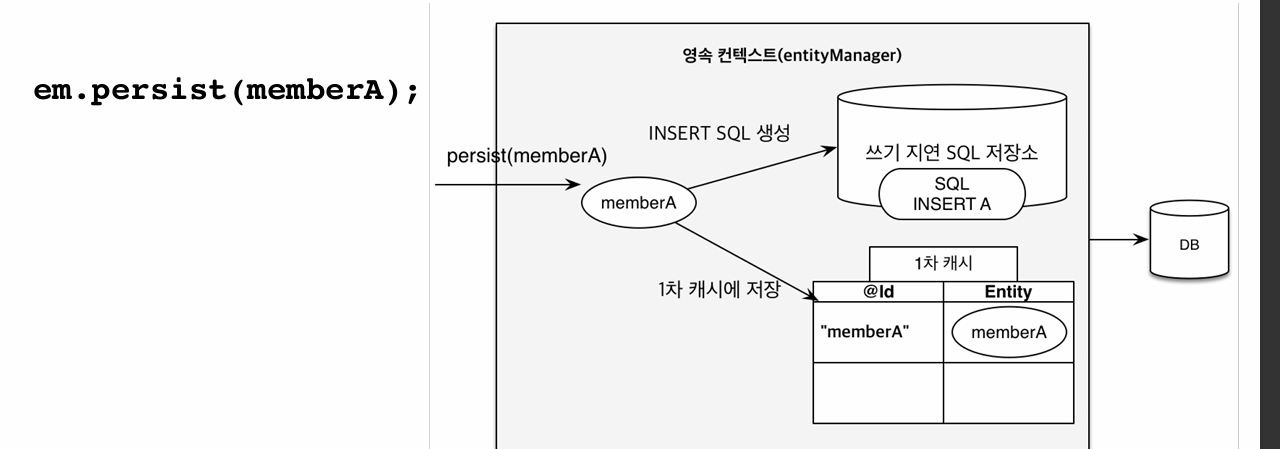 영속 컨텍스트(entityManager)
em.persist(memberA);
INSERT SQL 생성
persist(memberA)
쓰기 지연 SQL 저장소
SQL
INSERT A
memberA
DB
1차 캐시
1차 캐시에 저장
@Id
Entity
"memberA"
memberA